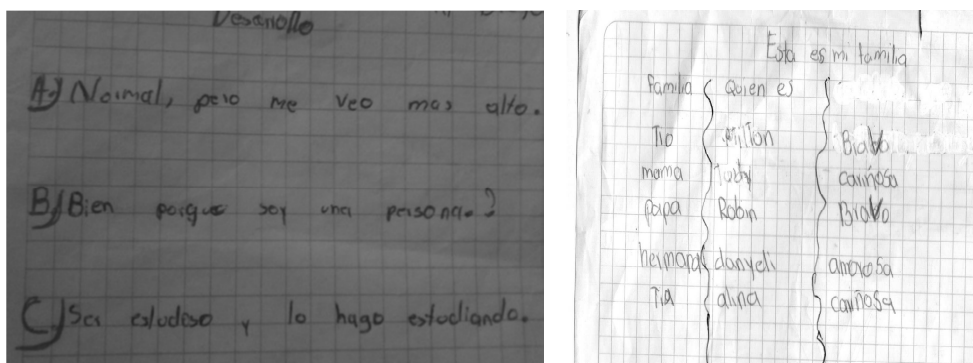 Desarrollo
A.) Normal, pero me veo mas alto.
B.) Bien porque soy una persona.?
C.) Ser estudioso y lo hago estudiando.
Esta es mi familia
familia Quien es
Tio Milton Bravo
mama cariñosa
papa Robin Bravo
hermana danyeli amorosa
Tia alina cariñosa